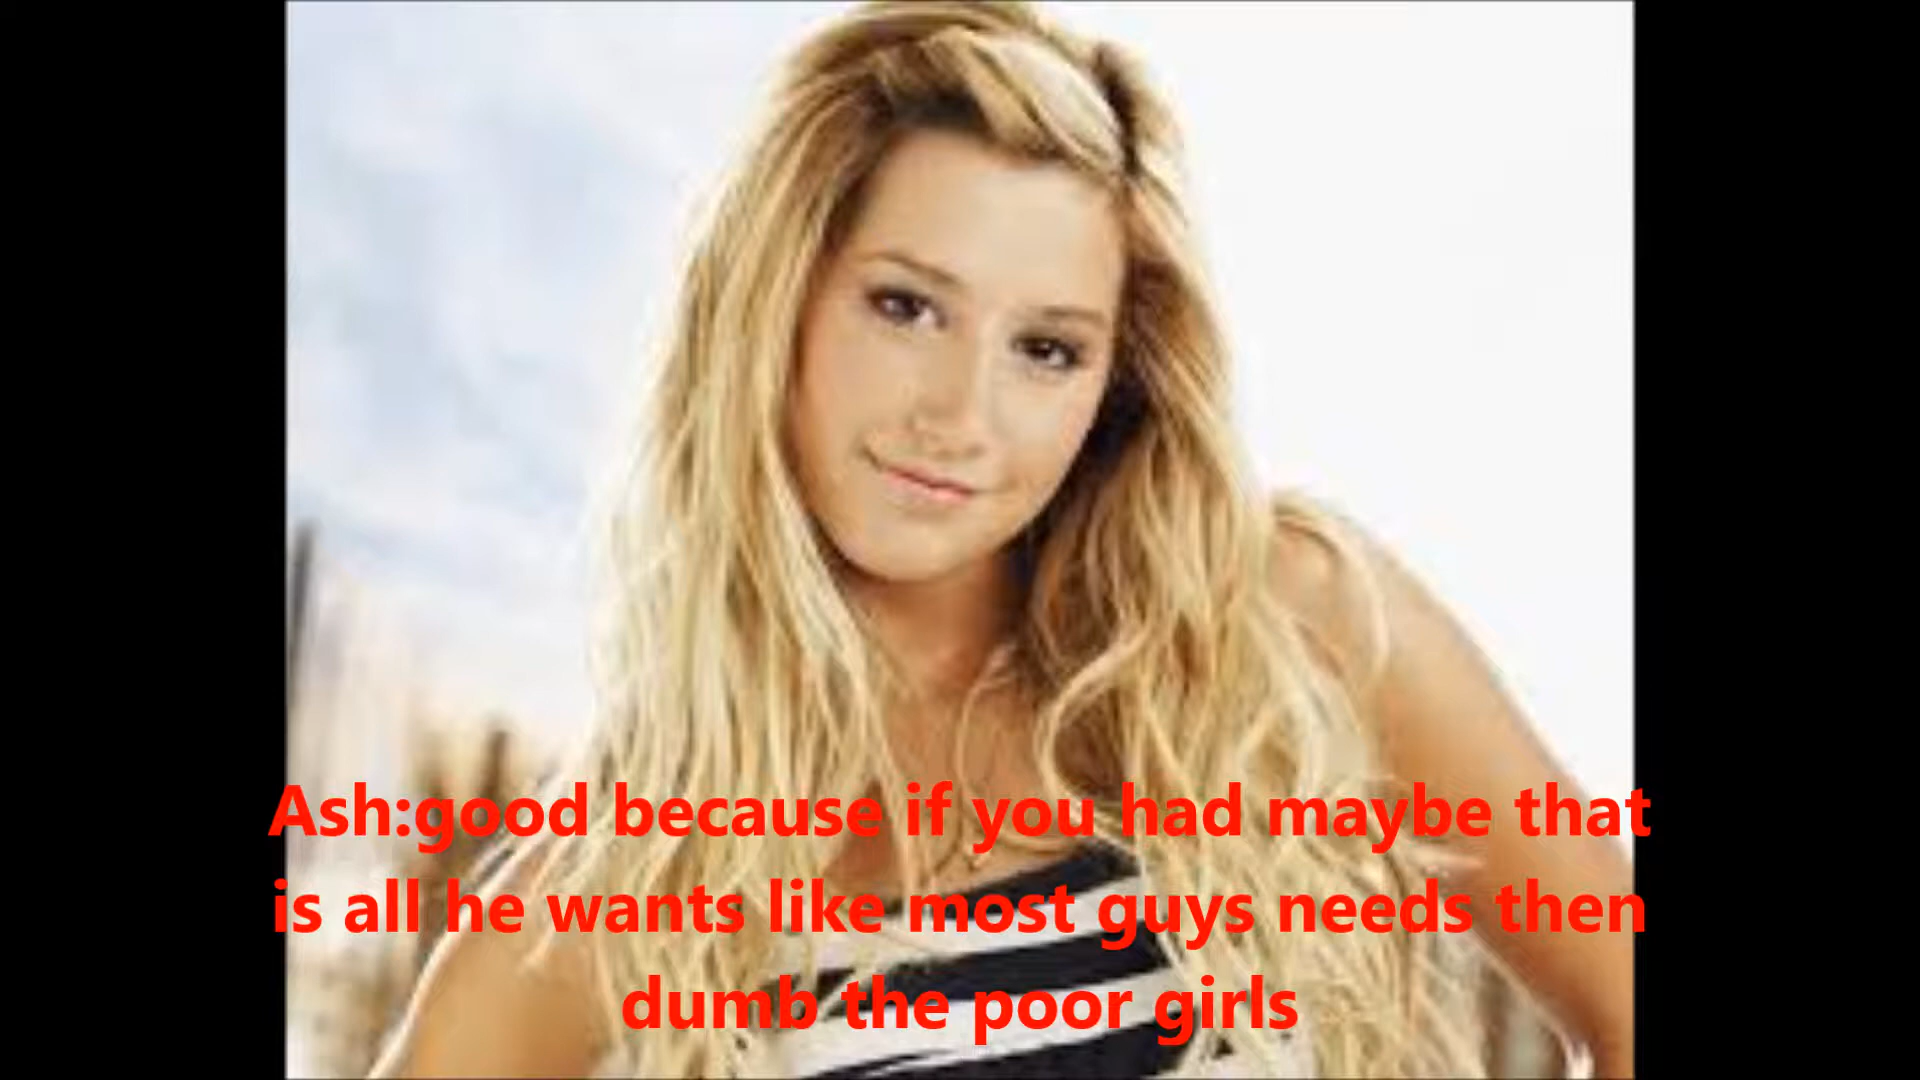 Ash:good because if you had maybe that
is all he wants like most guys needs then
dumb the poor girls